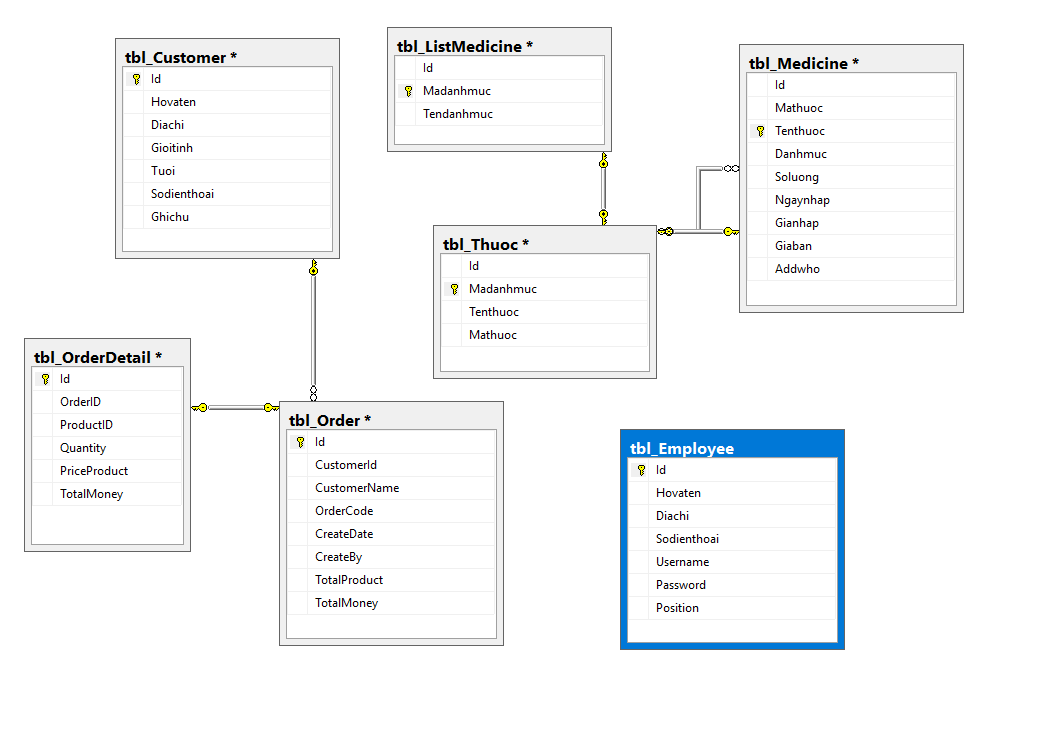 tbl_Customer *
Id
Hovaten
Diachi
Gioitinh
Tuoi
Sodienthoai
Ghichu
tbl_ListMedicine *
Id
Madanhmuc
Tendanhmuc
tbl_Medicine *
Id
Mathuoc
Tenthuoc
Danhmuc
Soluong
Ngaynhap
Gianhap
Giaban
Addwho
tbl_Thuoc *
Id
Madanhmuc
Tenthuoc
Mathuoc
tbl_OrderDetail *
Id
OrderID
ProductID
Quantity
PriceProduct
TotalMoney
tbl_Order *
Id
CustomerId
CustomerName
OrderCode
CreateDate
CreateBy
TotalProduct
TotalMoney
tbl_Employee
Id
Hovaten
Diachi
Sodienthoai
Username
Password
Position